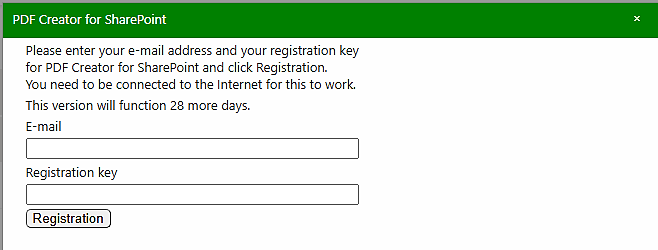 PDF Creator for SharePoint ×
Please enter your e-mail address and your registration key
for PDF Creator for SharePoint and click Registration.
You need to be connected to the Internet for this to work.
This version will function 28 more days.
E-mail
Registration key
Registration